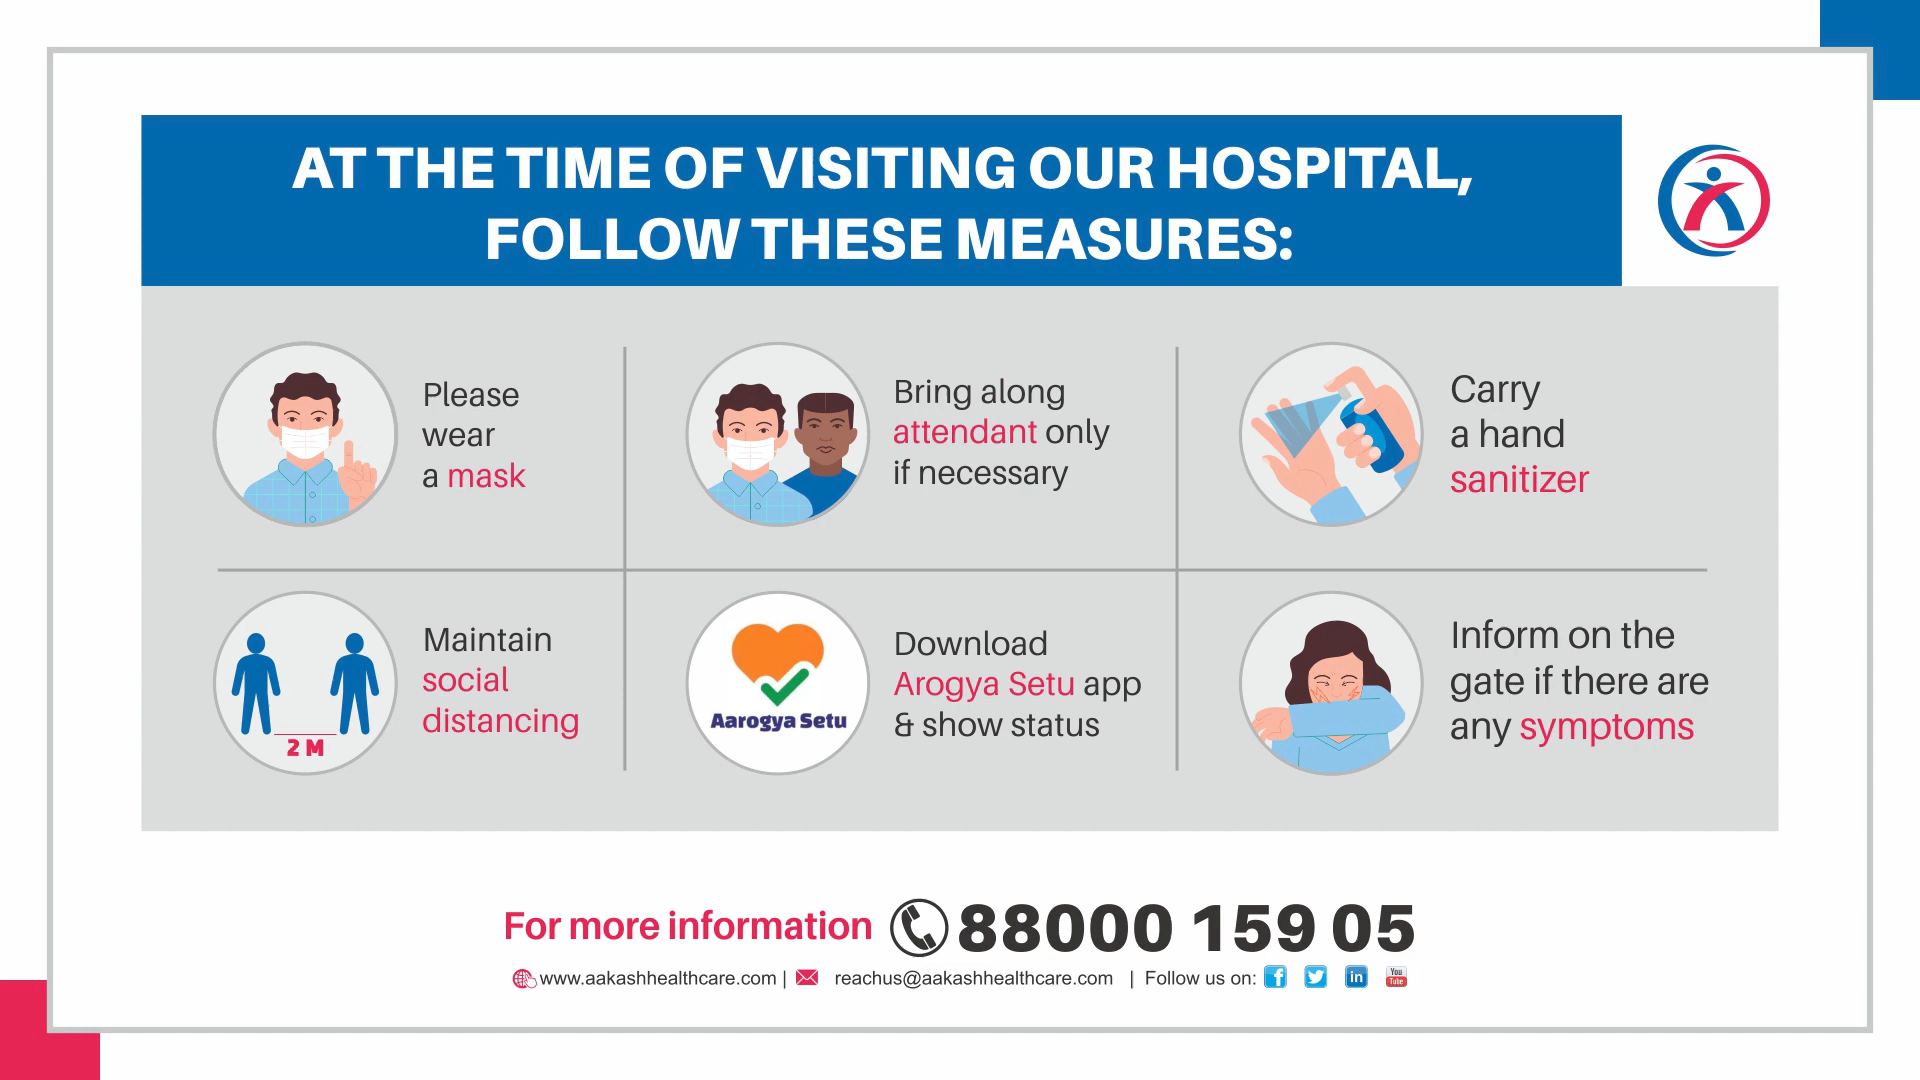 AT THE TIME OF VISITING OUR HOSPITAL,
FOLLOW THESE MEASURES:
Please
wear
a mask
Bring along
attendant only
if necessary
Carry
a hand
sanitizer
2 M
Maintain
social
distancing
Aarogya Setu
Download
Arogya Setu app
& show status
Inform on the
gate if there are
any symptoms
For more information 88000 159 05
www.aakashhealthcare.com | reachus@aakashhealthcare.com | Follow us on: f in You Tube